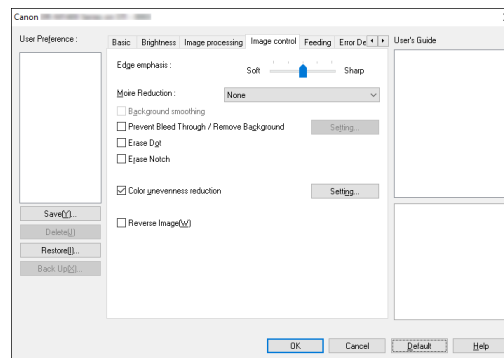 Canon
User Preference :
Basic Brightness Image processing Image control Feeding Error De
User's Guide
Edge emphasis :
Soft Sharp
Moire Reduction :
None
Background smoothing
Prevent Bleed Through / Remove Background
Setting...
Erase Dot
Erase Notch
Color unevenness reduction
Setting...
Reverse Image(W)
Save(Y)...
Delete(J)
Restore(I)...
Back Up(X)...
OK Cancel Default Help